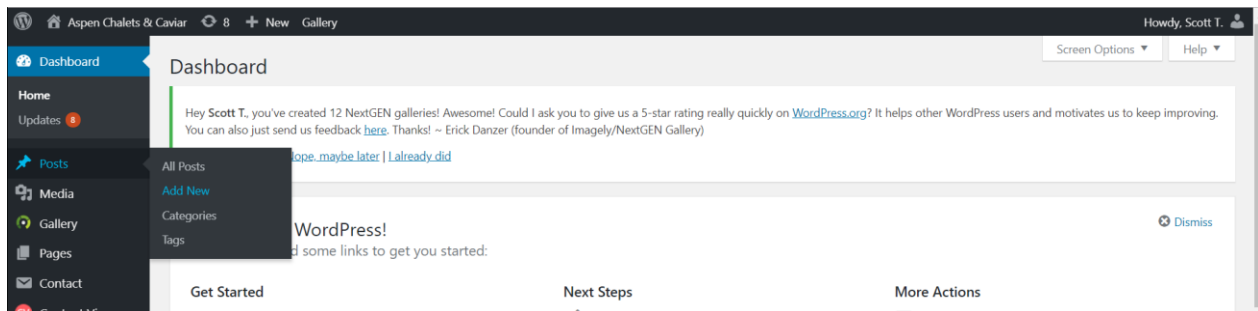 Aspen Chalets & Caviar 8 New Gallery Howdy, Scott T.
Dashboard
Home
Updates 8
Posts
Media
Gallery
Pages
Contact
All Posts
Add New
Categories
Tags
Screen Options Help
Dashboard
Hey Scott T., you've created 12 NextGEN galleries! Awesome! Could I ask you to give us a 5-star rating really quickly on WordPress.org? It helps other WordPress users and motivates us to keep improving.
You can also just send us feedback here. Thanks! ~ Erick Danzer (founder of Imagely/NextGEN Gallery)
maybe later | I already did
WordPress!
Dismiss
some links to get you started:
Get Started Next Steps More Actions